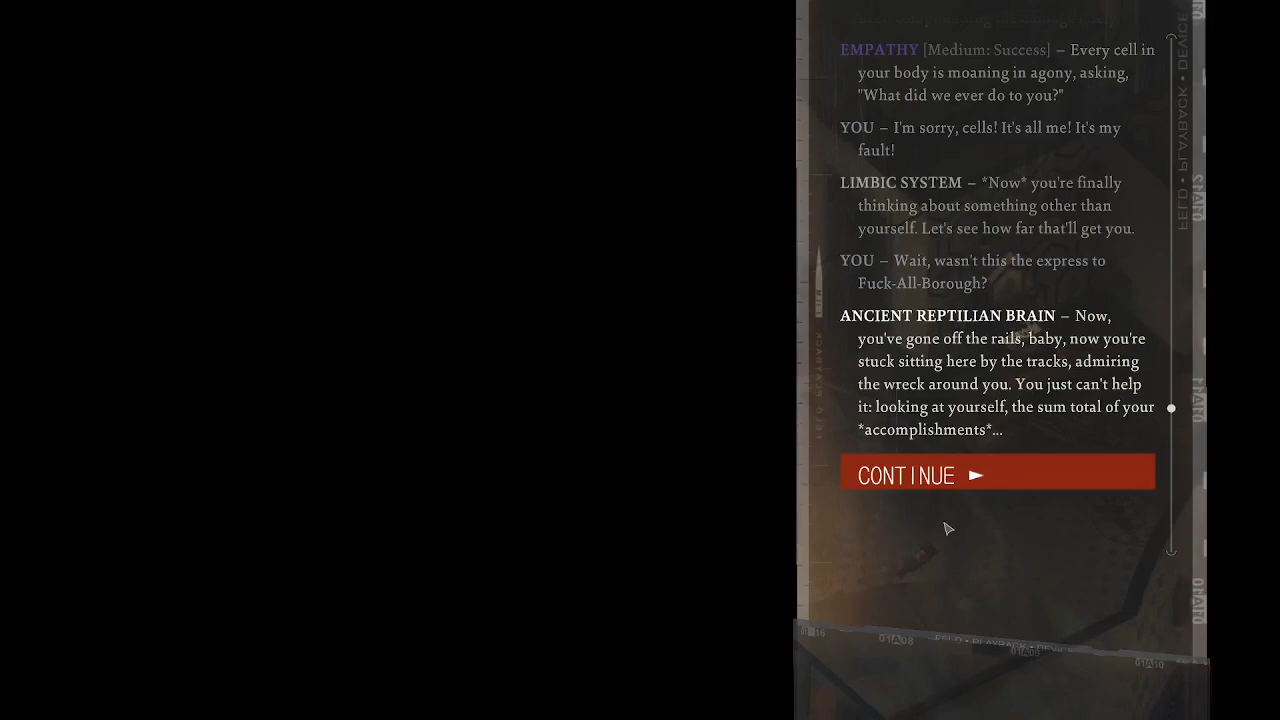 EMPATHY [Medium: Success] – Every cell in
your body is moaning in agony, asking,
"What did we ever do to you?"
YOU – I'm sorry, cells! It's all me! It's my
fault!
LIMBIC SYSTEM – *Now* you're finally
thinking about something other than
yourself. Let's see how far that'll get you.
YOU – Wait, wasn't this the express to
Fuck-All-Borough?
ANCIENT REPTILIAN BRAIN – Now,
you've gone off the rails, baby, now you're
stuck sitting here by the tracks, admiring
the wreck around you. You just can't help
it: looking at yourself, the sum total of your
*accomplishments*...
CONTINUE
FELD • PLAYBACK • DEVICE
01A08
01A10